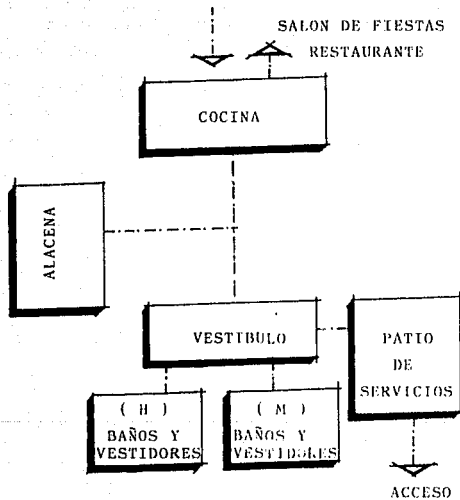 SALON DE FIESTAS
RESTAURANTE
COCINA
ALACENA
VESTIBULO
PATIO
DE
SERVICIOS
( H )
BAÑOS Y
VESTIDORES
( M )
BAÑOS Y
VESTIDORES
ACCESO